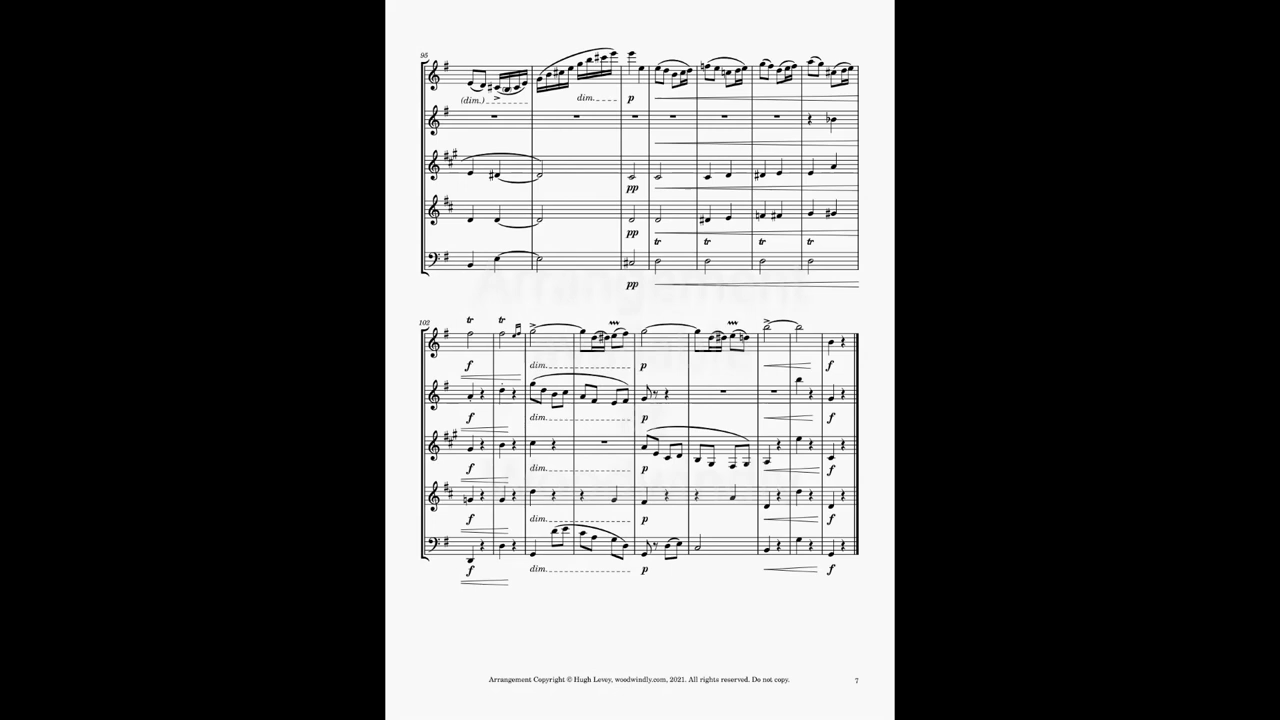 95
(dim.)
dim.
p
pp
pp
tr tr tr tr
pp
102
tr tr
f dim. p f
f dim. p f
f dim. p f
f dim. p f
f dim. p f
Arrangement Copyright © Hugh Levey, woodwindly.com, 2021. All rights reserved. Do not copy.
7